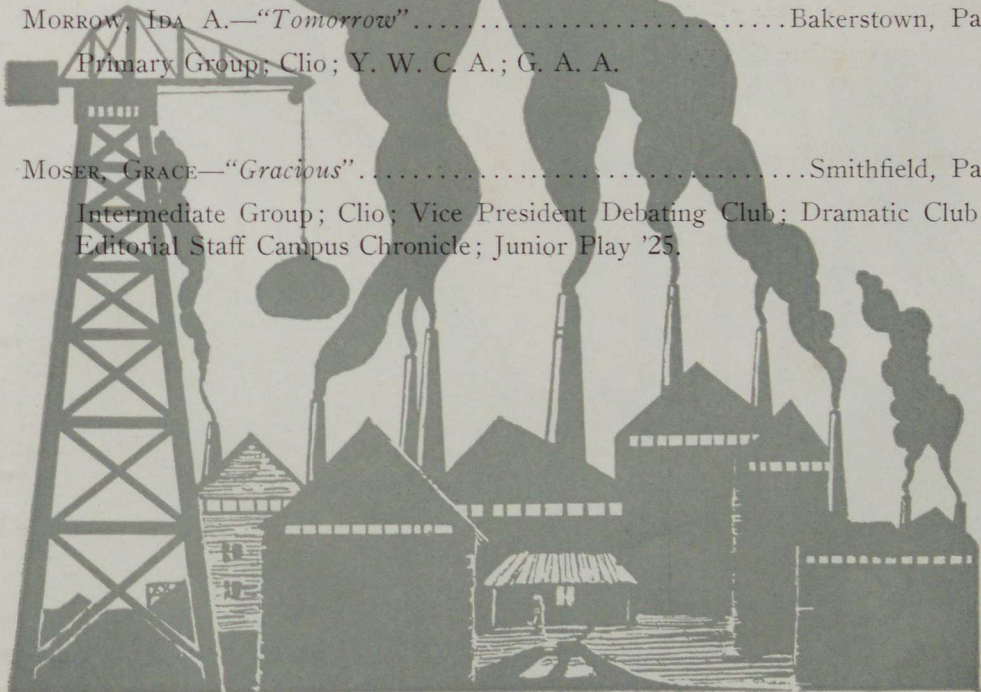 MORROW, IDA A.—"Tomorrow"..............................Bakerstown, Pa
Primary Group; Clio; Y. W. C. A.; G. A. A.
MOSER, GRACE—"Gracious"..................................Smithfield, Pa
Intermediate Group; Clio; Vice President Debating Club; Dramatic Club
Editorial Staff Campus Chronicle; Junior Play '25.